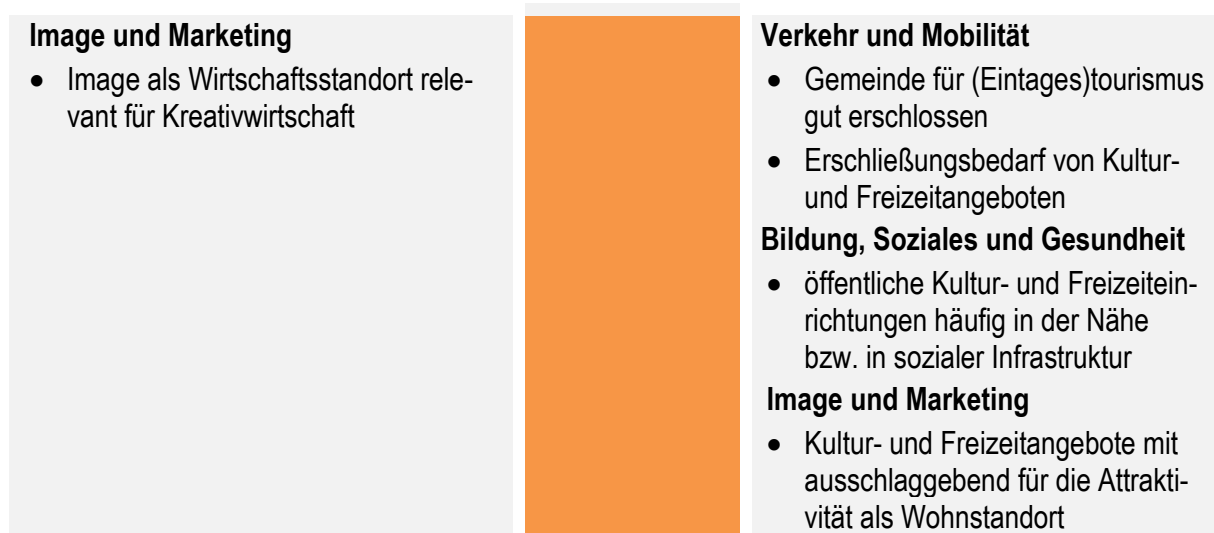 Image und Marketing
• Image als Wirtschaftsstandort rele-
vant für Kreativwirtschaft
Verkehr und Mobilität
• Gemeinde für (Eintages)tourismus
gut erschlossen
• Erschließungsbedarf von Kultur-
und Freizeitangeboten
Bildung, Soziales und Gesundheit
• öffentliche Kultur- und Freizeitein-
richtungen häufig in der Nähe
bzw. in sozialer Infrastruktur
Image und Marketing
• Kultur- und Freizeitangebote mit
ausschlaggebend für die Attrakti-
vität als Wohnstandort